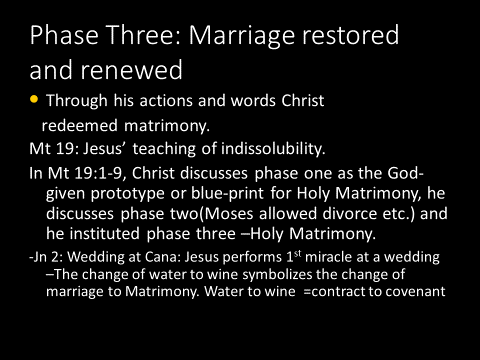 Phase Three: Marriage restored
and renewed
• Through his actions and words Christ
redeemed matrimony.
Mt 19: Jesus’ teaching of indissolubility.
In Mt 19:1-9, Christ discusses phase one as the God-
given prototype or blue-print for Holy Matrimony, he
discusses phase two(Moses allowed divorce etc.) and
he instituted phase three –Holy Matrimony.
-Jn 2: Wedding at Cana: Jesus performs 1st miracle at a wedding
–The change of water to wine symbolizes the change of
marriage to Matrimony. Water to wine =contract to covenant